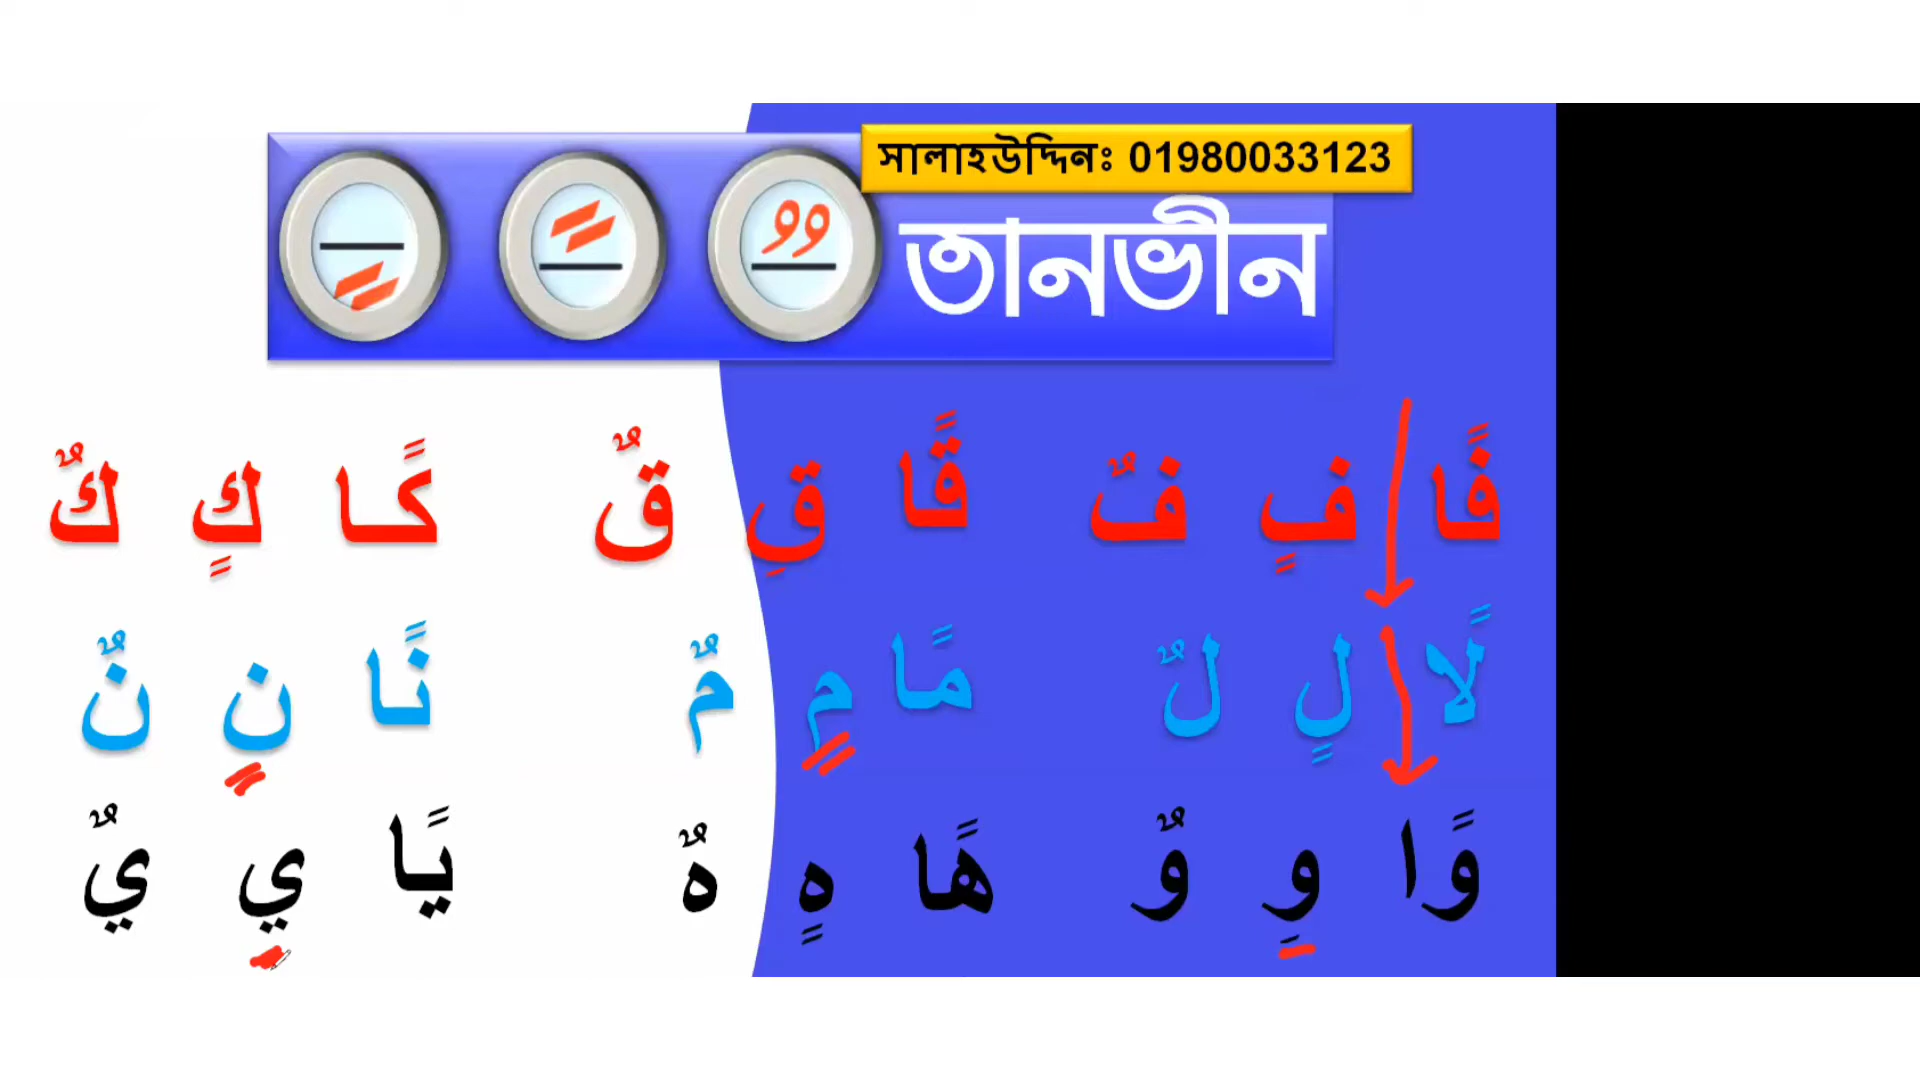 সালাহউদ্দিনঃ 01980033123
তানভীন
فًا فٍ فٌ قًا قٍ قٌ كًا كٍ كٌ
لًا لٍ لٌ مًا مٍ مٌ نًا نٍ نٌ
وًا وٍ وٌ هًا هٍ هٌ يًا يٍ يٌ